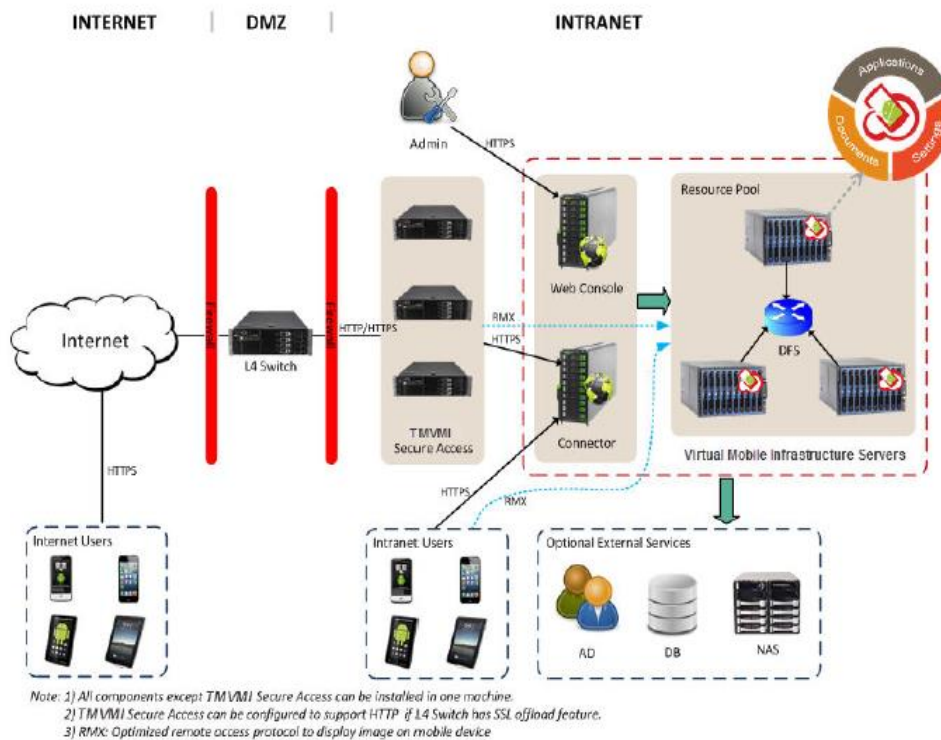 INTERNET
DMZ
INTRANET
Applications
Documents
Settings
Admin
HTTPS
Resource Pool
Web Console
Firewall
Firewall
Internet
L4 Switch
HTTP/HTTPS
RMX
HTTPS
DFS
TMVMI
Secure Access
Connector
Virtual Mobile Infrastructure Servers
HTTPS
HTTPS
RMX
Internet Users
Intranet Users
Optional External Services
AD
DB
NAS
Note: 1) All components except TMVMI Secure Access can be installed in one machine.
2) TMVMI Secure Access can be configured to support HTTP if L4 Switch has SSL offload feature.
3) RMX: Optimized remote access protocol to display image on mobile device